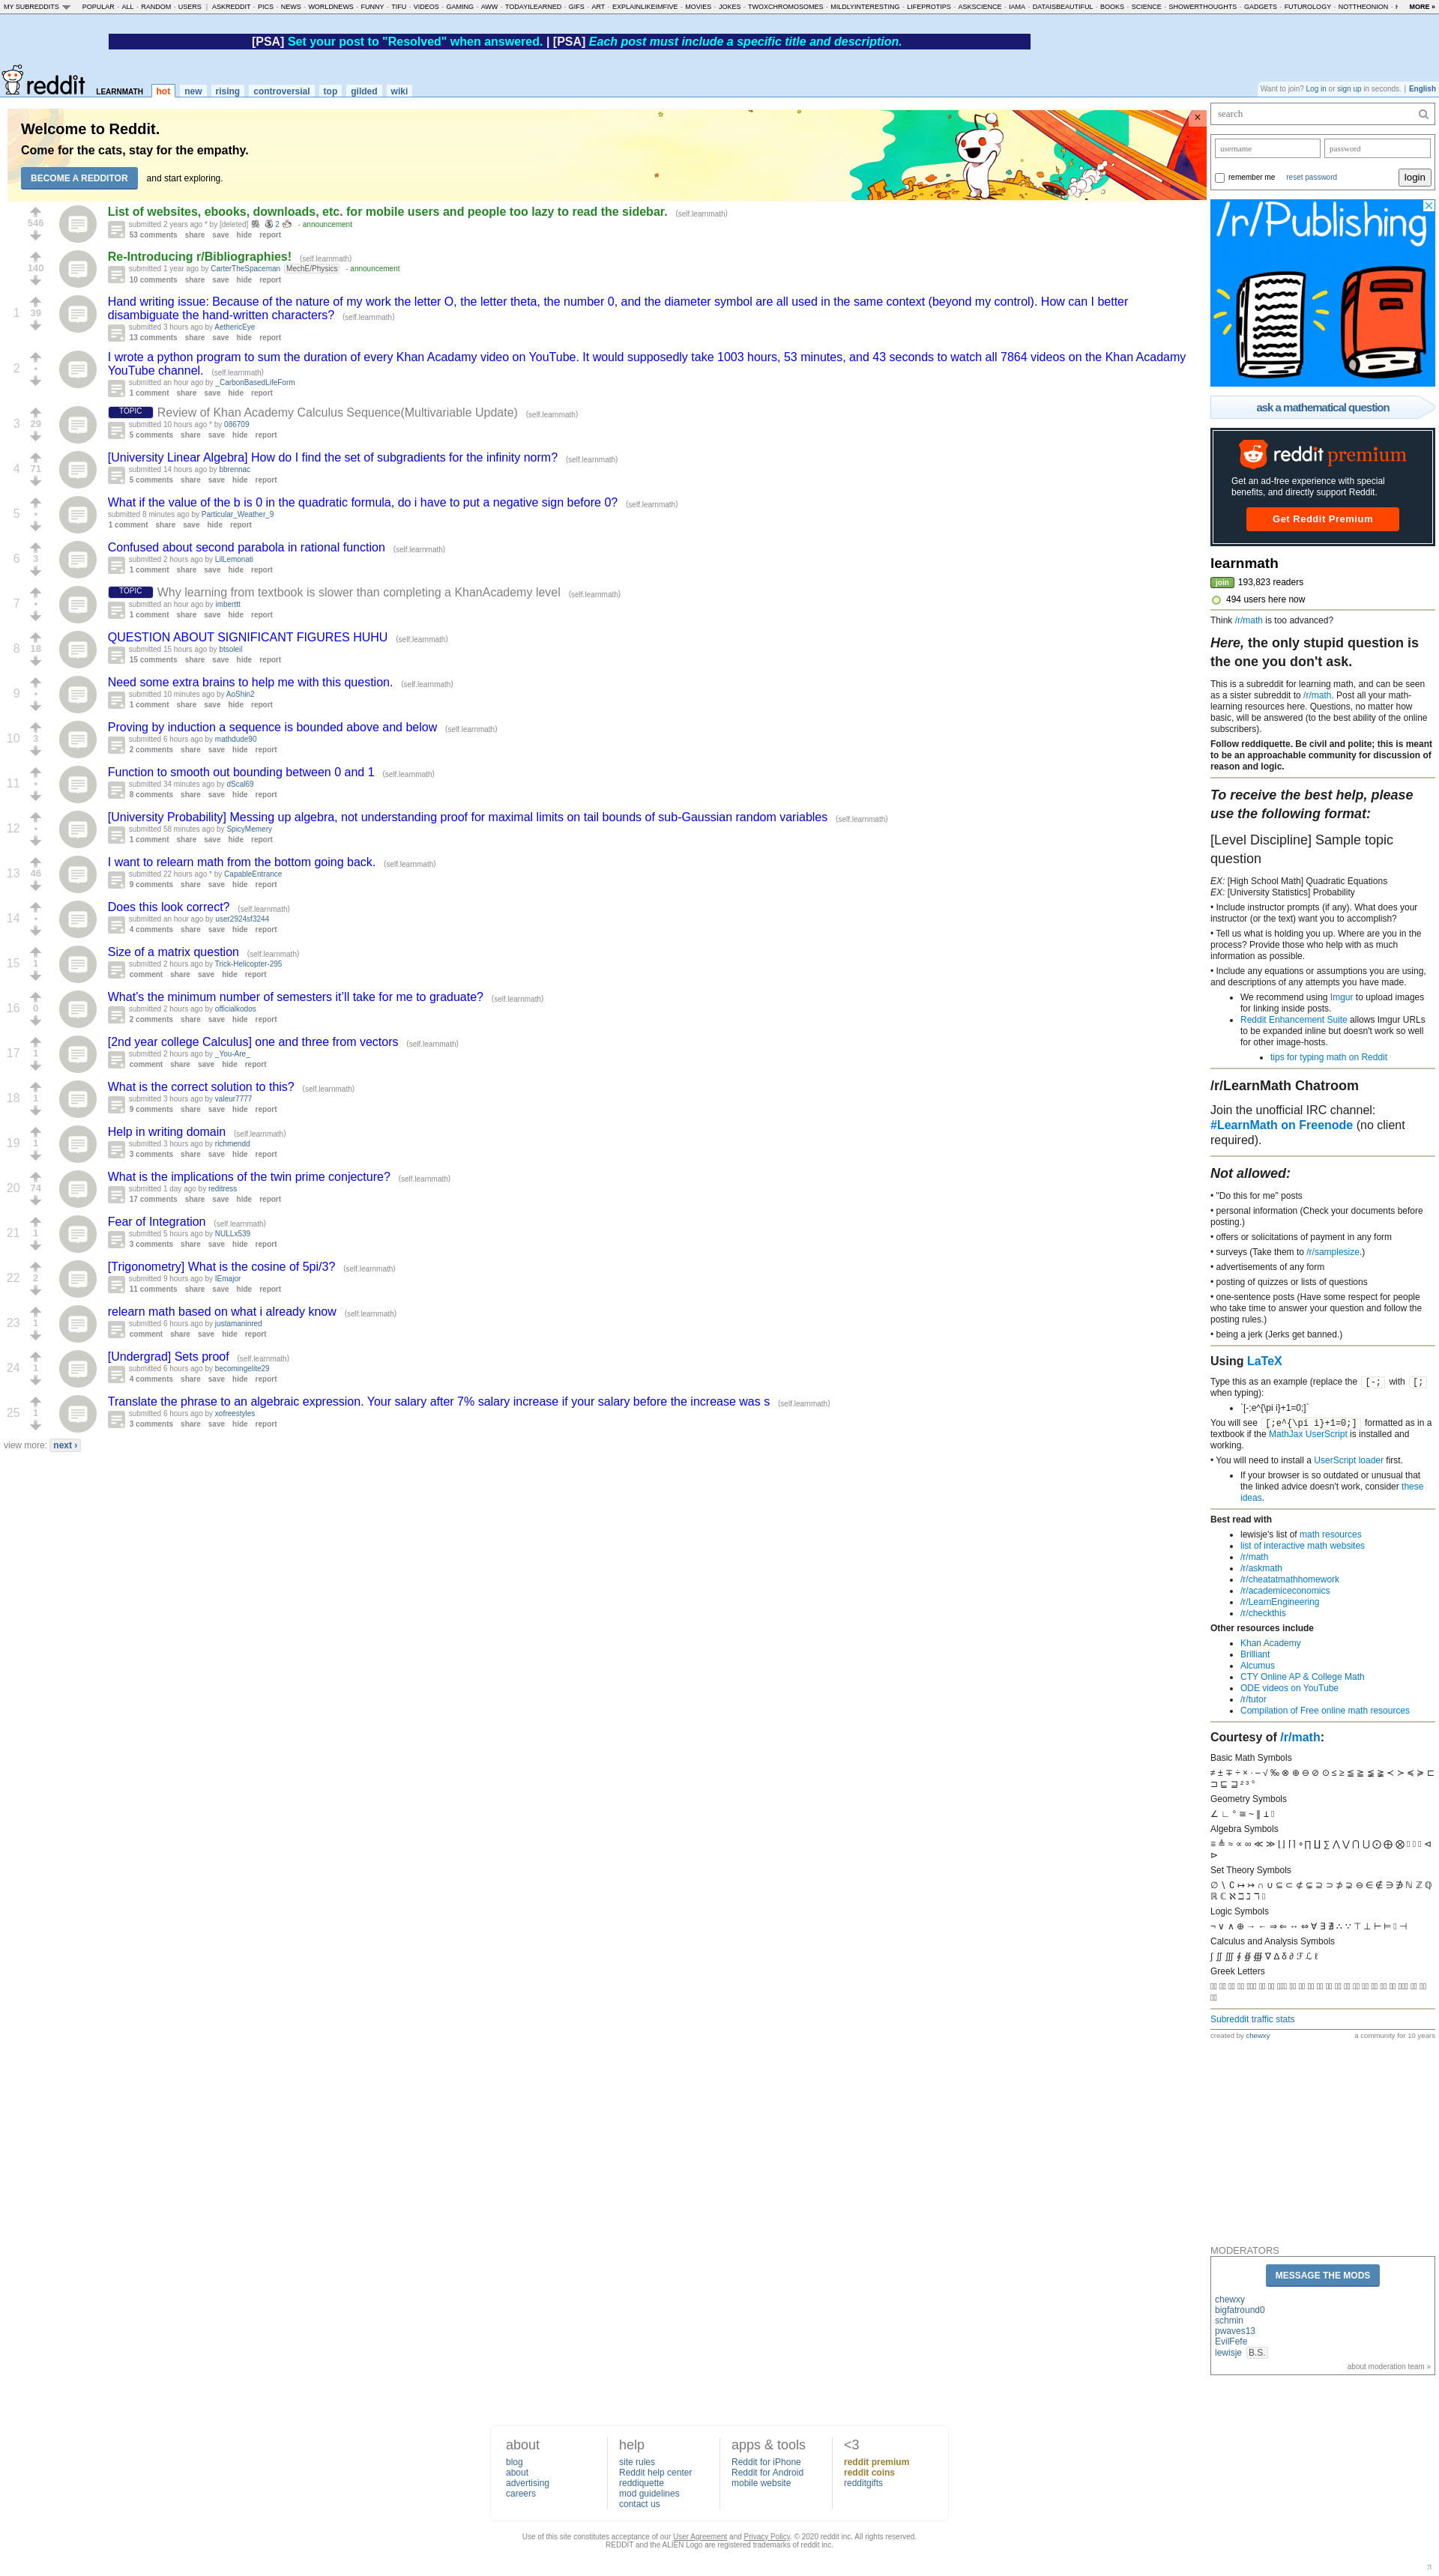 MY SUBREDDITS POPULAR - ALL - RANDOM - USERS | ASKREDDIT - PICS - NEWS - WORLDNEWS - FUNNY - TIFU - VIDEOS - GAMING - AWW - TODAYILEARNED - GIFS - ART - EXPLAINLIKEIMFIVE - MOVIES - JOKES - TWOXCHROMOSOMES - MILDLYINTERESTING - LIFEPROTIPS - ASKSCIENCE - IAMA - DATAISBEAUTIFUL - BOOKS - SCIENCE - SHOWERTHOUGHTS - GADGETS - FUTUROLOGY - NOTTHEONION MORE »
[PSA] Set your post to "Resolved" when answered. | [PSA] Each post must include a specific title and description.
reddit LEARNMATH hot new rising controversial top gilded wiki
Want to join? Log in or sign up in seconds. | English
Welcome to Reddit.
Come for the cats, stay for the empathy.
BECOME A REDDITOR and start exploring.
×
546
List of websites, ebooks, downloads, etc. for mobile users and people too lazy to read the sidebar. (self.learnmath)
submitted 2 years ago * by [deleted] 2 - announcement
53 comments share save hide report
140
Re-Introducing r/Bibliographies! (self.learnmath)
submitted 1 year ago by CarterTheSpaceman MechE/Physics - announcement
10 comments share save hide report
1 39
Hand writing issue: Because of the nature of my work the letter O, the letter theta, the number 0, and the diameter symbol are all used in the same context (beyond my control). How can I better
disambiguate the hand-written characters? (self.learnmath)
submitted 3 hours ago by AethericEye
13 comments share save hide report
2 •
I wrote a python program to sum the duration of every Khan Acadamy video on YouTube. It would supposedly take 1003 hours, 53 minutes, and 43 seconds to watch all 7864 videos on the Khan Acadamy
YouTube channel. (self.learnmath)
submitted an hour ago by _CarbonBasedLifeForm
1 comment share save hide report
3 29
TOPIC Review of Khan Academy Calculus Sequence(Multivariable Update) (self.learnmath)
submitted 10 hours ago * by 086709
5 comments share save hide report
4 71
[University Linear Algebra] How do I find the set of subgradients for the infinity norm? (self.learnmath)
submitted 14 hours ago by bbrennac
5 comments share save hide report
5 •
What if the value of the b is 0 in the quadratic formula, do i have to put a negative sign before 0? (self.learnmath)
submitted 8 minutes ago by Particular_Weather_9
1 comment share save hide report
6 3
Confused about second parabola in rational function (self.learnmath)
submitted 2 hours ago by LilLemonati
1 comment share save hide report
7 •
TOPIC Why learning from textbook is slower than completing a KhanAcademy level (self.learnmath)
submitted an hour ago by imberttt
1 comment share save hide report
8 18
QUESTION ABOUT SIGNIFICANT FIGURES HUHU (self.learnmath)
submitted 15 hours ago by btsoleil
15 comments share save hide report
9 •
Need some extra brains to help me with this question. (self.learnmath)
submitted 10 minutes ago by AoShin2
1 comment share save hide report
10 3
Proving by induction a sequence is bounded above and below (self.learnmath)
submitted 6 hours ago by mathdude90
2 comments share save hide report
11 •
Function to smooth out bounding between 0 and 1 (self.learnmath)
submitted 34 minutes ago by dScal69
8 comments share save hide report
12 •
[University Probability] Messing up algebra, not understanding proof for maximal limits on tail bounds of sub-Gaussian random variables (self.learnmath)
submitted 58 minutes ago by SpicyMemery
1 comment share save hide report
13 46
I want to relearn math from the bottom going back. (self.learnmath)
submitted 22 hours ago * by CapableEntrance
9 comments share save hide report
14 •
Does this look correct? (self.learnmath)
submitted an hour ago by user2924sf3244
4 comments share save hide report
15 1
Size of a matrix question (self.learnmath)
submitted 2 hours ago by Trick-Helicopter-295
comment share save hide report
16 0
What's the minimum number of semesters it'll take for me to graduate? (self.learnmath)
submitted 2 hours ago by officialkodos
2 comments share save hide report
17 1
[2nd year college Calculus] one and three from vectors (self.learnmath)
submitted 2 hours ago by _You-Are_
comment share save hide report
18 1
What is the correct solution to this? (self.learnmath)
submitted 3 hours ago by valeur7777
9 comments share save hide report
19 1
Help in writing domain (self.learnmath)
submitted 3 hours ago by richmendd
3 comments share save hide report
20 74
What is the implications of the twin prime conjecture? (self.learnmath)
submitted 1 day ago by reditress
17 comments share save hide report
21 1
Fear of Integration (self.learnmath)
submitted 5 hours ago by NULLx539
3 comments share save hide report
22 2
[Trigonometry] What is the cosine of 5pi/3? (self.learnmath)
submitted 9 hours ago by IEmajor
11 comments share save hide report
23 1
relearn math based on what i already know (self.learnmath)
submitted 6 hours ago by justamaninred
comment share save hide report
24 1
[Undergrad] Sets proof (self.learnmath)
submitted 6 hours ago by becomingelite29
4 comments share save hide report
25 1
Translate the phrase to an algebraic expression. Your salary after 7% salary increase if your salary before the increase was s (self.learnmath)
submitted 6 hours ago by xofreestyles
3 comments share save hide report
view more: next ›
search
username password
remember me reset password login
/r/Publishing
ask a mathematical question
reddit premium
Get an ad-free experience with special
benefits, and directly support Reddit.
Get Reddit Premium
learnmath
join 193,823 readers
494 users here now
Think /r/math is too advanced?
Here, the only stupid question is
the one you don't ask.
This is a subreddit for learning math, and can be seen
as a sister subreddit to /r/math. Post all your math-
learning resources here. Questions, no matter how
basic, will be answered (to the best ability of the online
subscribers).
Follow reddiquette. Be civil and polite; this is meant
to be an approachable community for discussion of
reason and logic.
To receive the best help, please
use the following format:
[Level Discipline] Sample topic
question
EX: [High School Math] Quadratic Equations
EX: [University Statistics] Probability
• Include instructor prompts (if any). What does your
instructor (or the text) want you to accomplish?
• Tell us what is holding you up. Where are you in the
process? Provide those who help with as much
information as possible.
• Include any equations or assumptions you are using,
and descriptions of any attempts you have made.
• We recommend using Imgur to upload images
for linking inside posts.
• Reddit Enhancement Suite allows Imgur URLs
to be expanded inline but doesn't work so well
for other image-hosts.
• tips for typing math on Reddit
/r/LearnMath Chatroom
Join the unofficial IRC channel:
#LearnMath on Freenode (no client
required).
Not allowed:
• "Do this for me" posts
• personal information (Check your documents before
posting.)
• offers or solicitations of payment in any form
• surveys (Take them to /r/samplesize.)
• advertisements of any form
• posting of quizzes or lists of questions
• one-sentence posts (Have some respect for people
who take time to answer your question and follow the
posting rules.)
• being a jerk (Jerks get banned.)
Using LaTeX
Type this as an example (replace the [-; with [;
when typing):
• `[-;e^{\pi i}+1=0;]`
You will see [;e^{\pi i}+1=0;] formatted as in a
textbook if the MathJax UserScript is installed and
working.
• You will need to install a UserScript loader first.
• If your browser is so outdated or unusual that
the linked advice doesn't work, consider these
ideas.
Best read with
• lewisje's list of math resources
• list of interactive math websites
• /r/math
• /r/askmath
• /r/cheatatmathhomework
• /r/academiceconomics
• /r/LearnEngineering
• /r/checkthis
Other resources include
• Khan Academy
• Brilliant
• Alcumus
• CTY Online AP & College Math
• ODE videos on YouTube
• /r/tutor
• Compilation of Free online math resources
Courtesy of /r/math:
Basic Math Symbols
≠ ± ∓ ÷ × ∙ – √ ‰ ⊗ ⊕ ⊖ ⊘ ⊙ ≤ ≥ ≦ ≧ ≨ ≩ ≺ ≻ ≼ ≽ ⊏
⊐ ⊑ ⊒ ² ³ °
Geometry Symbols
∠ ∟ ° ≅ ~ ‖ ⟂
Algebra Symbols
≡ ≜ ≈ ∝ ∞ ≪ ≫ ⌊⌋ ⌈⌉ ∘ ∏ ∐ ∑ ⋀ ⋁ ⋂ ⋃ ⨀ ⨁ ⨂ ⊲
⊳
Set Theory Symbols
∅ ∖ ∁ ↦ ↣ ∩ ∪ ⊆ ⊂ ⊄ ⊊ ⊇ ⊃ ⊅ ⊋ ⊖ ∈ ∉ ∋ ∌ ℕ ℤ ℚ
ℝ ℂ ℵ ℶ ℷ ℸ
Logic Symbols
¬ ∨ ∧ ⊕ → ← ⇒ ⇐ ↔ ⇔ ∀ ∃ ∄ ∴ ∵ ⊤ ⊥ ⊢ ⊨ ⊣
Calculus and Analysis Symbols
∫ ∬ ∭ ∮ ∯ ∰ ∇ ∆ δ ∂ ℱ ℒ ℓ
Greek Letters
Subreddit traffic stats
created by chewxy a community for 10 years
MODERATORS
MESSAGE THE MODS
chewxy
bigfatround0
schmin
pwaves13
EvilFefe
lewisje B.S.
about moderation team »
about
blog
about
advertising
careers
help
site rules
Reddit help center
reddiquette
mod guidelines
contact us
apps & tools
Reddit for iPhone
Reddit for Android
mobile website
<3
reddit premium
reddit coins
redditgifts
Use of this site constitutes acceptance of our User Agreement and Privacy Policy. © 2020 reddit inc. All rights reserved.
REDDIT and the ALIEN Logo are registered trademarks of reddit inc.
π